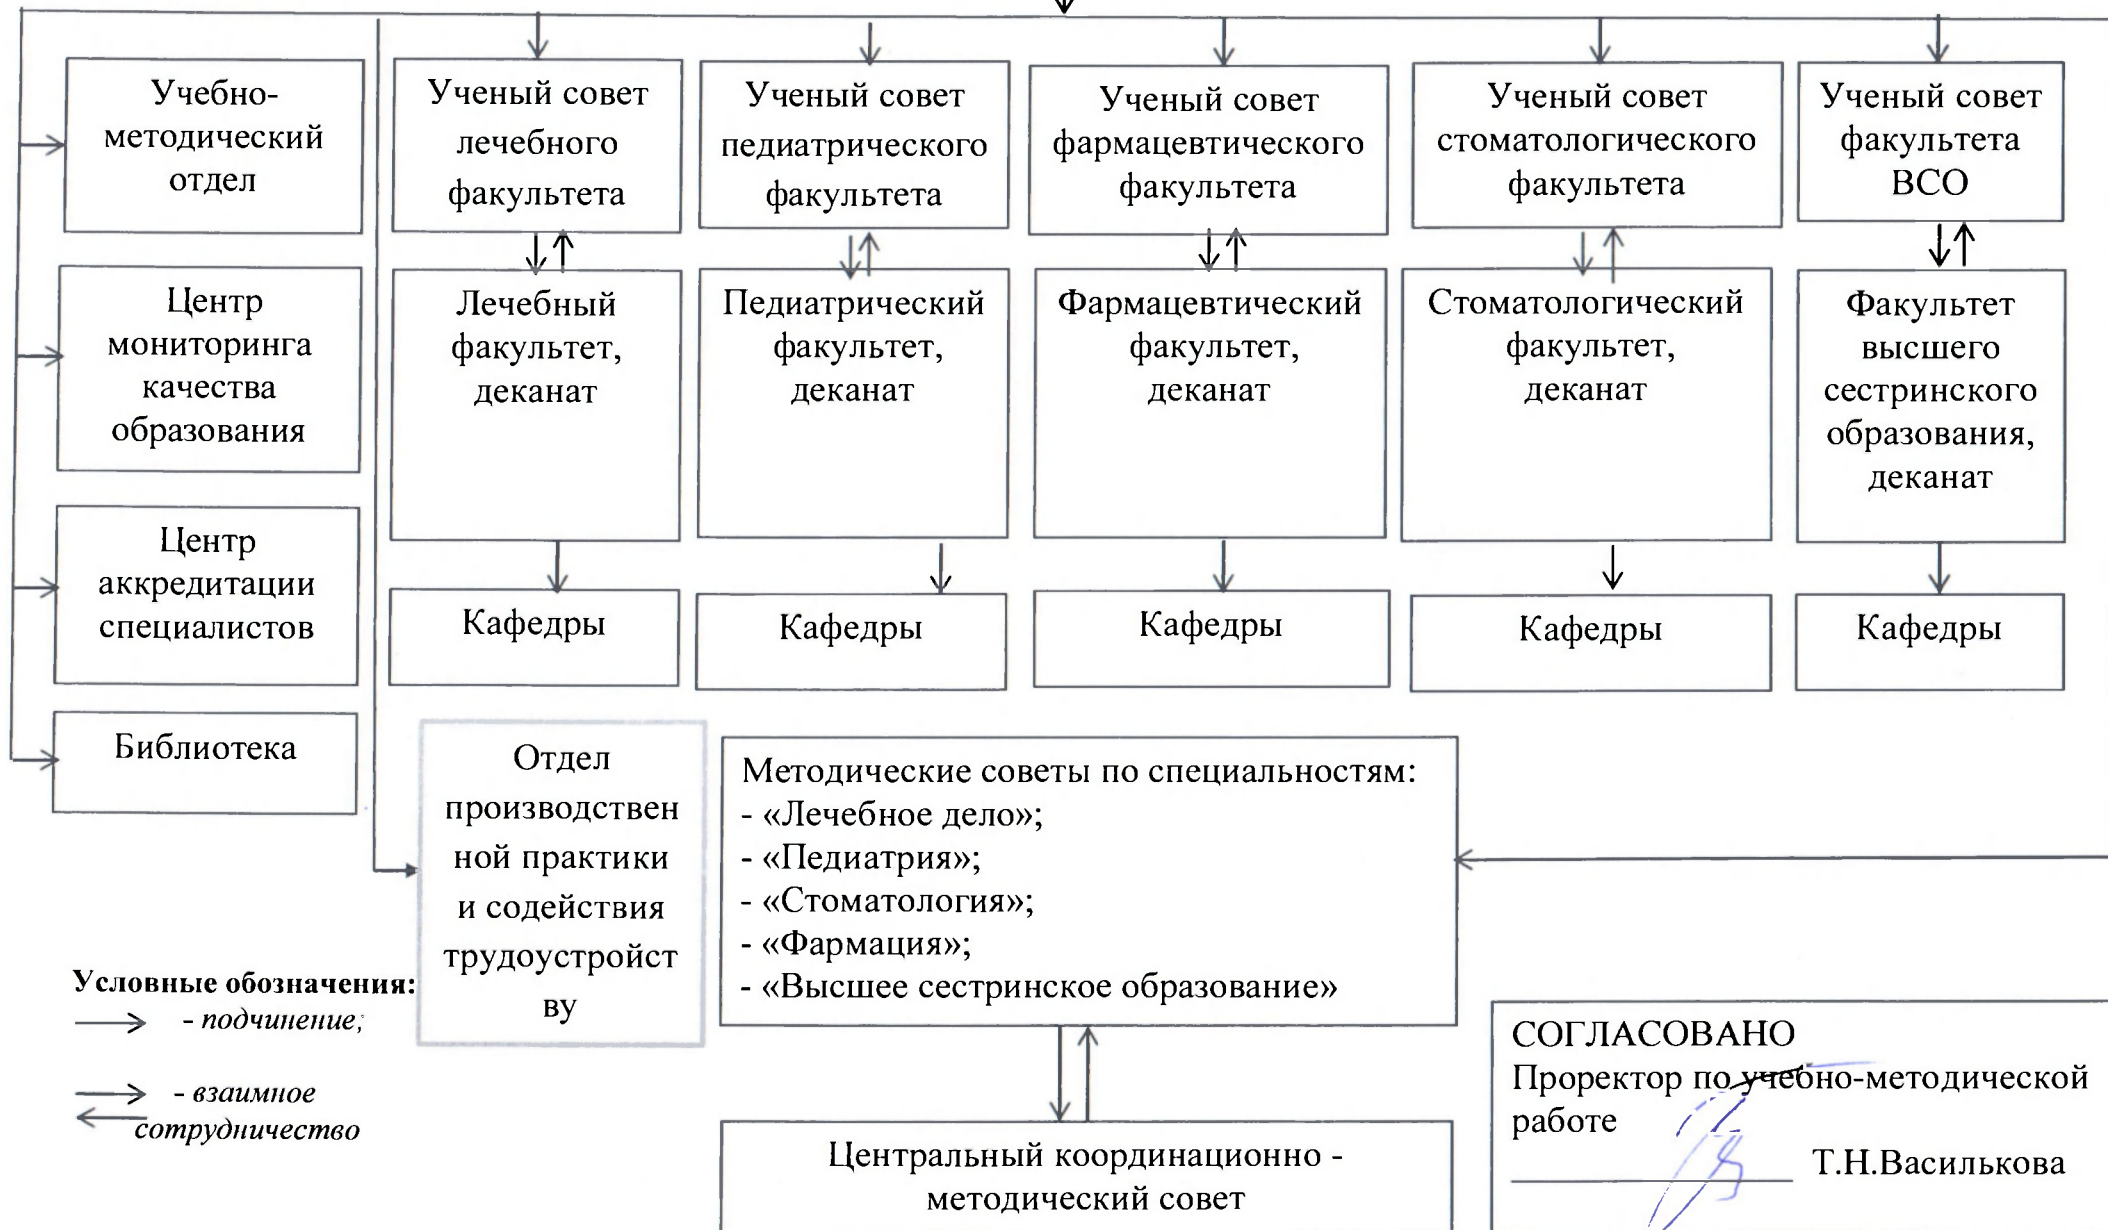 Учебно-
методический
отдел
Ученый совет
лечебного
факультета
Ученый совет
педиатрического
факультета
Ученый совет
фармацевтического
факультета
Ученый совет
стоматологического
факультета
Ученый совет
факультета
ВСО
Центр
мониторинга
качества
образования
Лечебный
факультет,
деканат
Педиатрический
факультет,
деканат
Фармацевтический
факультет,
деканат
Стоматологический
факультет,
деканат
Факультет
высшего
сестринского
образования,
деканат
Центр
аккредитации
специалистов
Кафедры
Кафедры
Кафедры
Кафедры
Кафедры
Библиотека
Отдел
производствен
ной практики
и содействия
трудоустройст
ву
Методические советы по специальностям:
- «Лечебное дело»;
- «Педиатрия»;
- «Стоматология»;
- «Фармация»;
- «Высшее сестринское образование»
Условные обозначения:
- подчинение;
- взаимное
сотрудничество
Центральный координационно -
методический совет
СОГЛАСОВАНО
Проректор по учебно-методической
работе
Т.Н.Василькова